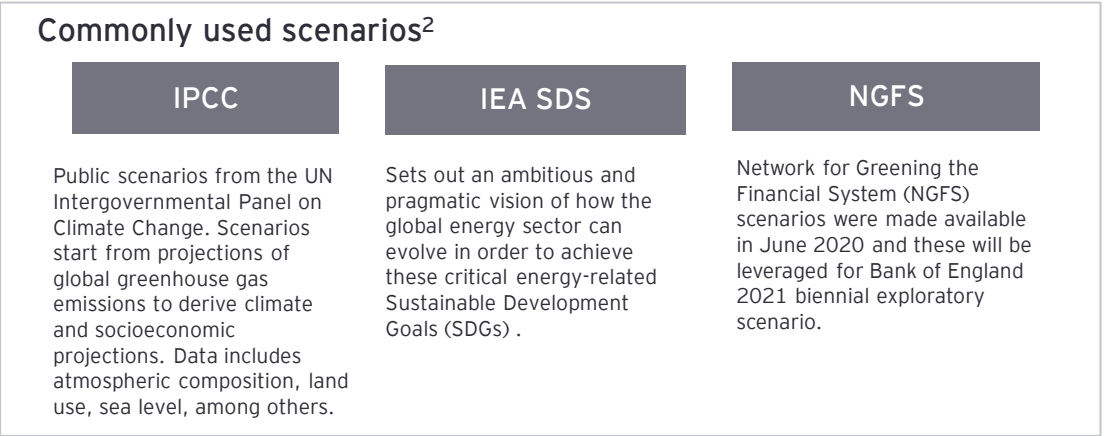 Commonly used scenarios²
IPCC
Public scenarios from the UN
Intergovernmental Panel on
Climate Change. Scenarios
start from projections of
global greenhouse gas
emissions to derive climate
and socioeconomic
projections. Data includes
atmospheric composition, land
use, sea level, among others.
IEA SDS
Sets out an ambitious and
pragmatic vision of how the
global energy sector can
evolve in order to achieve
these critical energy-related
Sustainable Development
Goals (SDGs) .
NGFS
Network for Greening the
Financial System (NGFS)
scenarios were made available
in June 2020 and these will be
leveraged for Bank of England
2021 biennial exploratory
scenario.